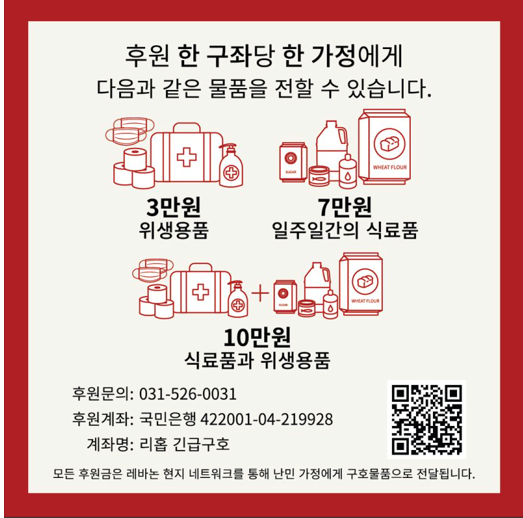 후원 한 구좌당 한 가정에게
다음과 같은 물품을 전할 수 있습니다.
WHEAT FLOUR
3만원
7만원
위생용품
일주일간의 식료품
WHEAT FLOUR
10만원
식료품과 위생용품
후원문의: 031-526-0031
후원계좌: 국민은행 422001-04-219928
계좌명: 리홉 긴급구호
모든 후원금은 레바논 현지 네트워크를 통해 난민 가정에게 구호물품으로 전달됩니다.